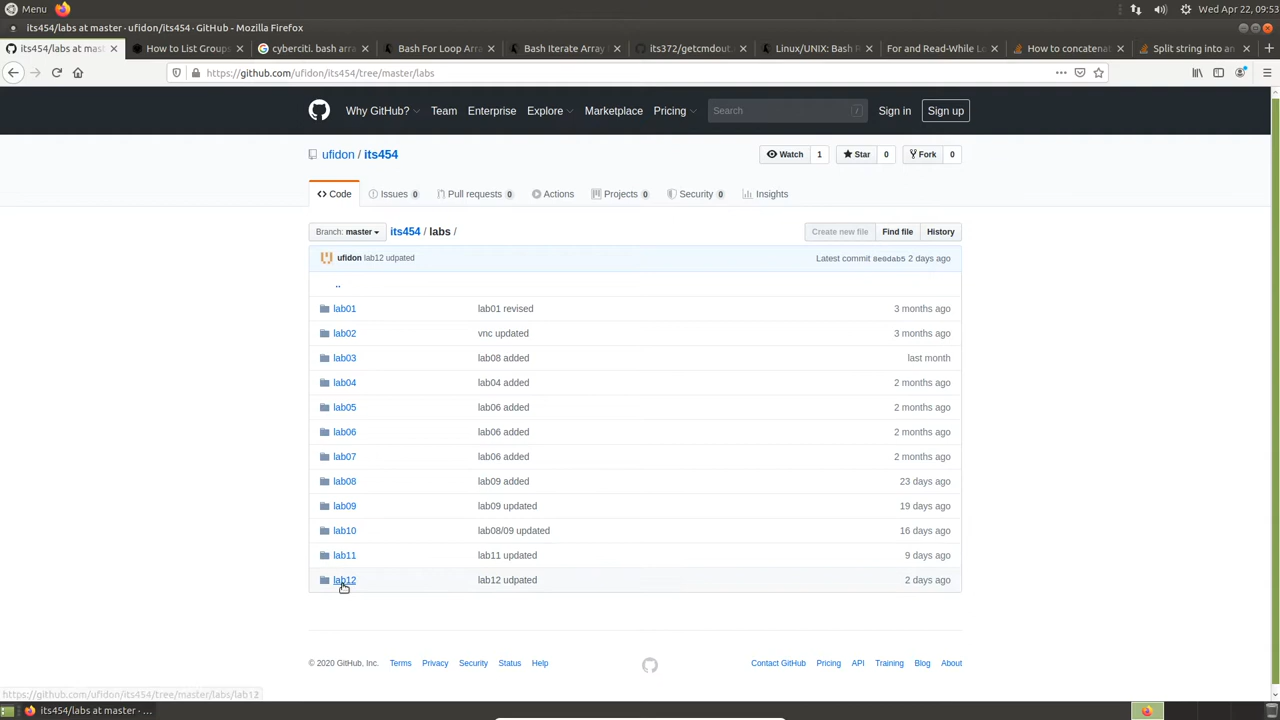 Menu
Wed Apr 22, 09:53
its454/labs at master · ufidon/its454 · GitHub - Mozilla Firefox
its454/labs at mast
How to List Groups
cyberciti. bash arra
Bash For Loop Array
Bash Iterate Array
its372/getcmdout.
Linux/UNIX: Bash R
For and Read-While Lo
How to concatenat
Split string into an
https://github.com/ufidon/its454/tree/master/labs
Why GitHub?
Team
Enterprise
Explore
Marketplace
Pricing
Search
/
Sign in
Sign up
ufidon / its454
Watch 1
Star 0
Fork 0
Code
Issues 0
Pull requests 0
Actions
Projects 0
Security 0
Insights
Branch: master
its454 / labs /
Create new file
Find file
History
ufidon lab12 udpated
Latest commit 8e0dab5 2 days ago
..
lab01 lab01 revised 3 months ago
lab02 vnc updated 3 months ago
lab03 lab08 added last month
lab04 lab04 added 2 months ago
lab05 lab06 added 2 months ago
lab06 lab06 added 2 months ago
lab07 lab06 added 2 months ago
lab08 lab09 added 23 days ago
lab09 lab09 updated 19 days ago
lab10 lab08/09 updated 16 days ago
lab11 lab11 updated 9 days ago
lab12 lab12 udpated 2 days ago
© 2020 GitHub, Inc.
Terms
Privacy
Security
Status
Help
Contact GitHub
Pricing
API
Training
Blog
About
https://github.com/ufidon/its454/tree/master/labs/lab12
its454/labs at master · ...